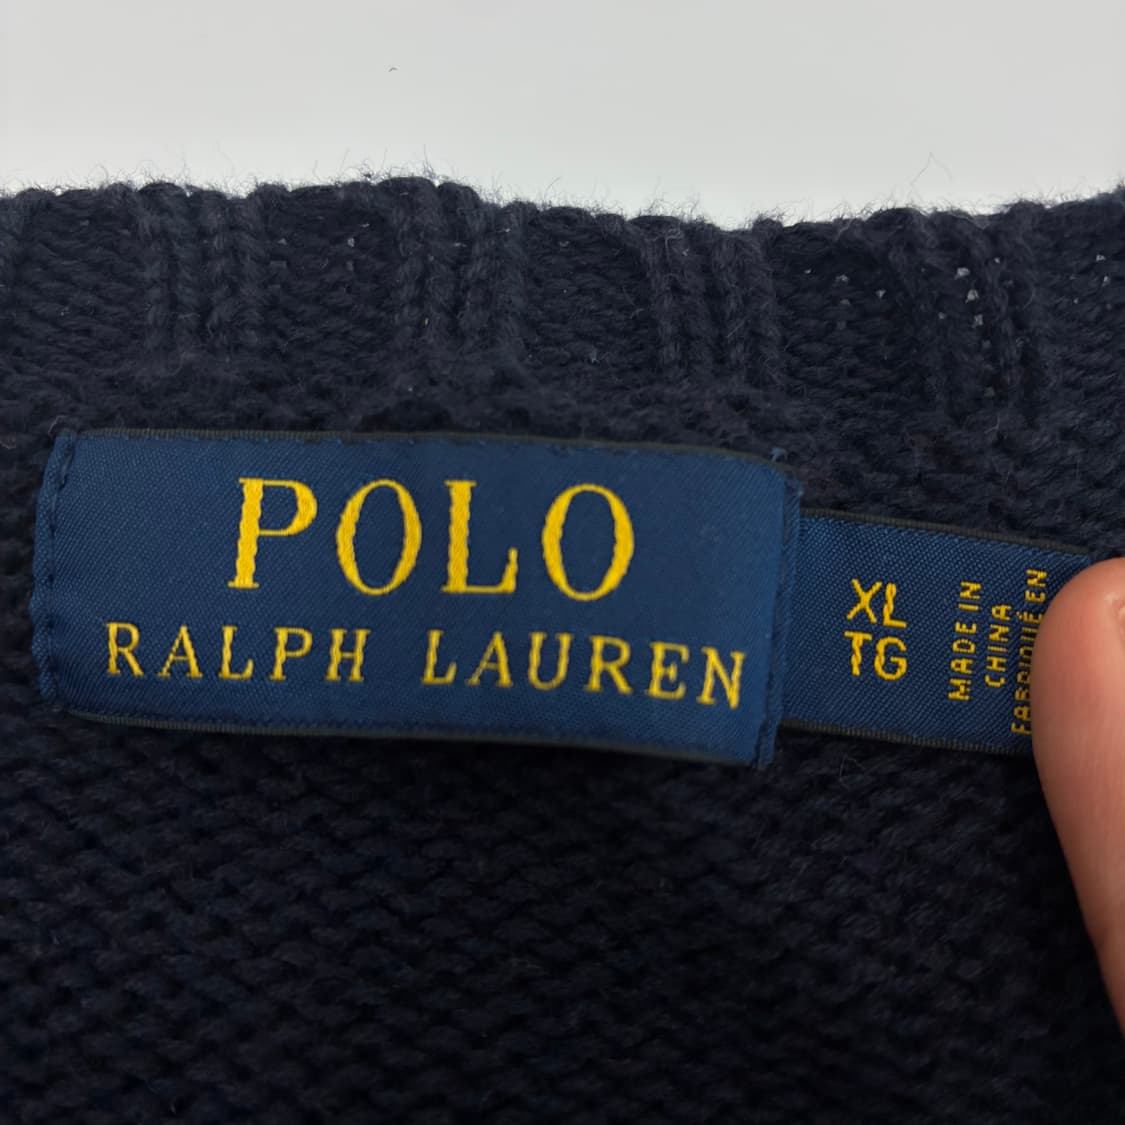 POLO
RALPH LAUREN
XL
TG
MADE IN
CHINA
FABRIQUÉ EN